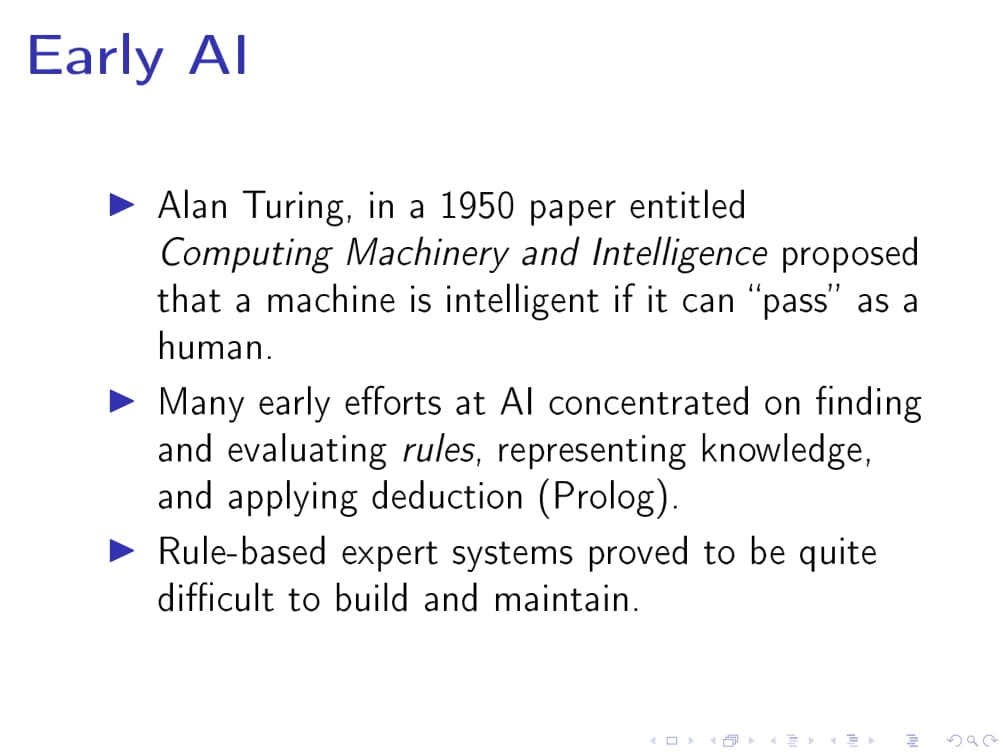 Early AI
Alan Turing, in a 1950 paper entitled
Computing Machinery and Intelligence proposed
that a machine is intelligent if it can “pass” as a
human.
Many early efforts at AI concentrated on finding
and evaluating rules, representing knowledge,
and applying deduction (Prolog).
Rule-based expert systems proved to be quite
difficult to build and maintain.